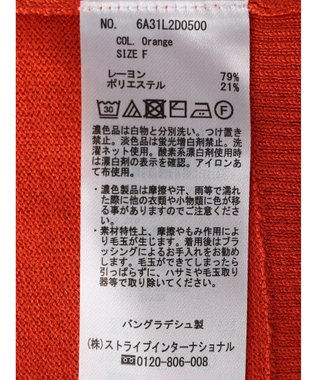 NO. 6A31L2D0500
COL. Orange
SIZE F
レーヨン 79%
ポリエステル 21%
30 F
濃色品は白物と分別洗い。つけ置き
禁止。淡色品は蛍光増白剤禁止。洗
濯ネット使用。酸素系漂白剤使用時
は漂白剤の表示を確認。アイロンあ
て布使用。
・濃色製品は摩擦や汗、雨等で濡れ
た際に他の衣類や小物類に色が移
る事がありますのでご注意くださ
い。
・素材特性上、摩擦やもみ作用によ
り毛玉が生じます。着用後はブラ
ッシングによるお手入れをお勧め
します。毛玉ができてしまったら
引っぱらずに、ハサミや毛玉取り
器等で取り除いてください。
バングラデシュ製
(株)ストライプインターナショナル
0120-806-008